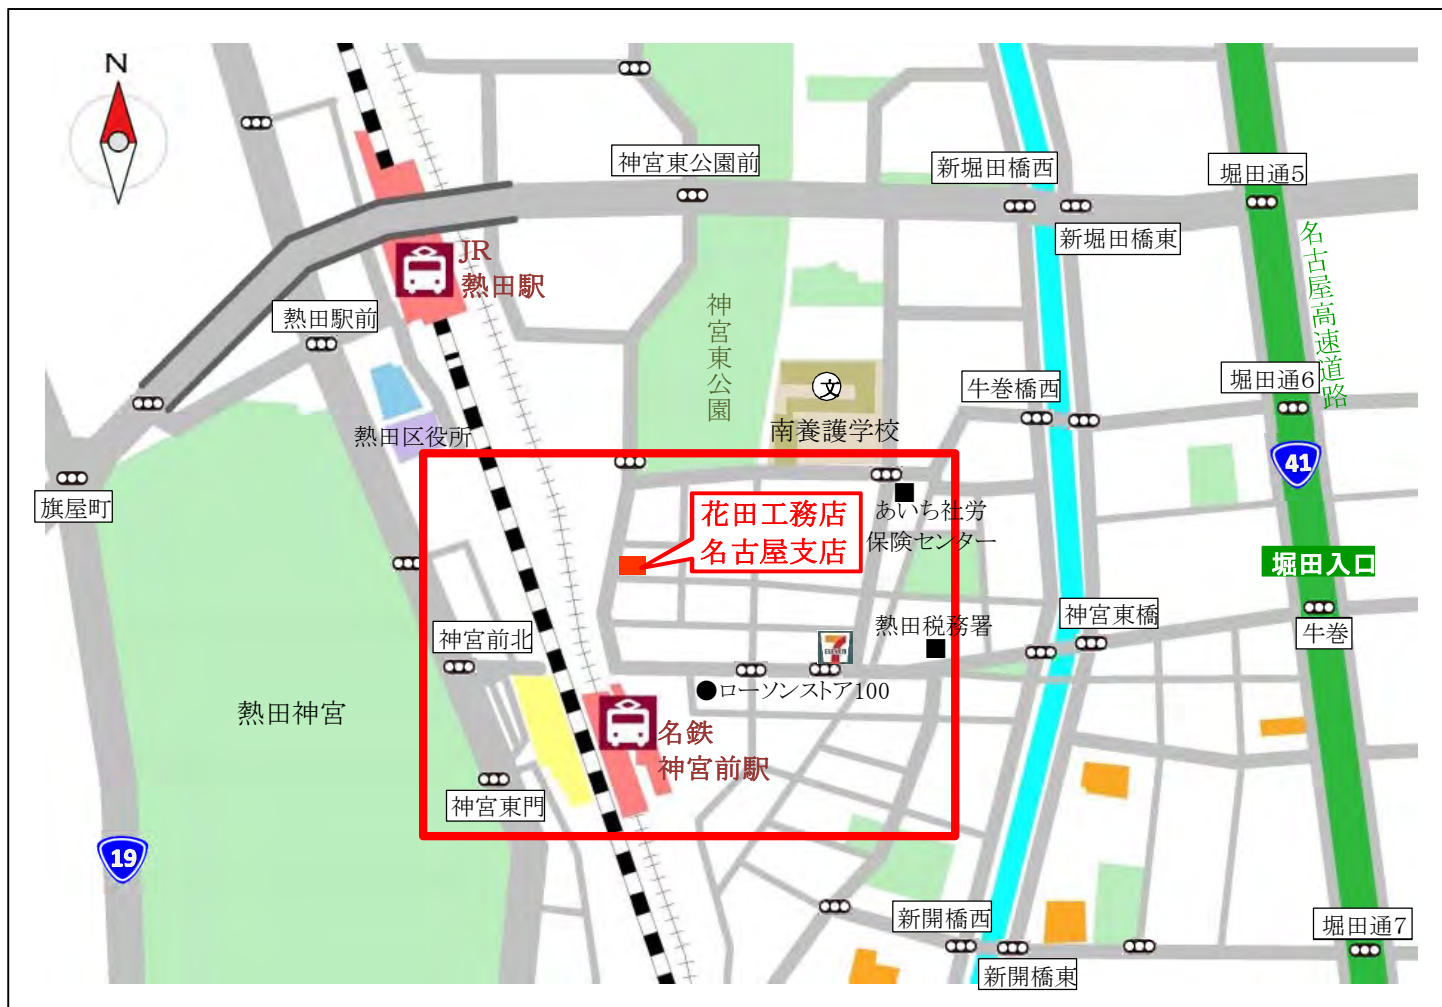 N
神宮東公園前
新堀田橋西
堀田通5
新堀田橋東
JR
熱田駅
名古屋高速道路
熱田駅前
神宮東公園
堀田通6
牛巻橋西
文
熱田区役所
南養護学校
41
旗屋町
花田工務店
名古屋支店
あいち社労
保険センター
堀田入口
神宮前北
熱田税務署
神宮東橋
牛巻
7
ELEVEN
ローソンストア100
熱田神宮
名鉄
神宮前駅
神宮東門
19
新開橋西
堀田通7
新開橋東